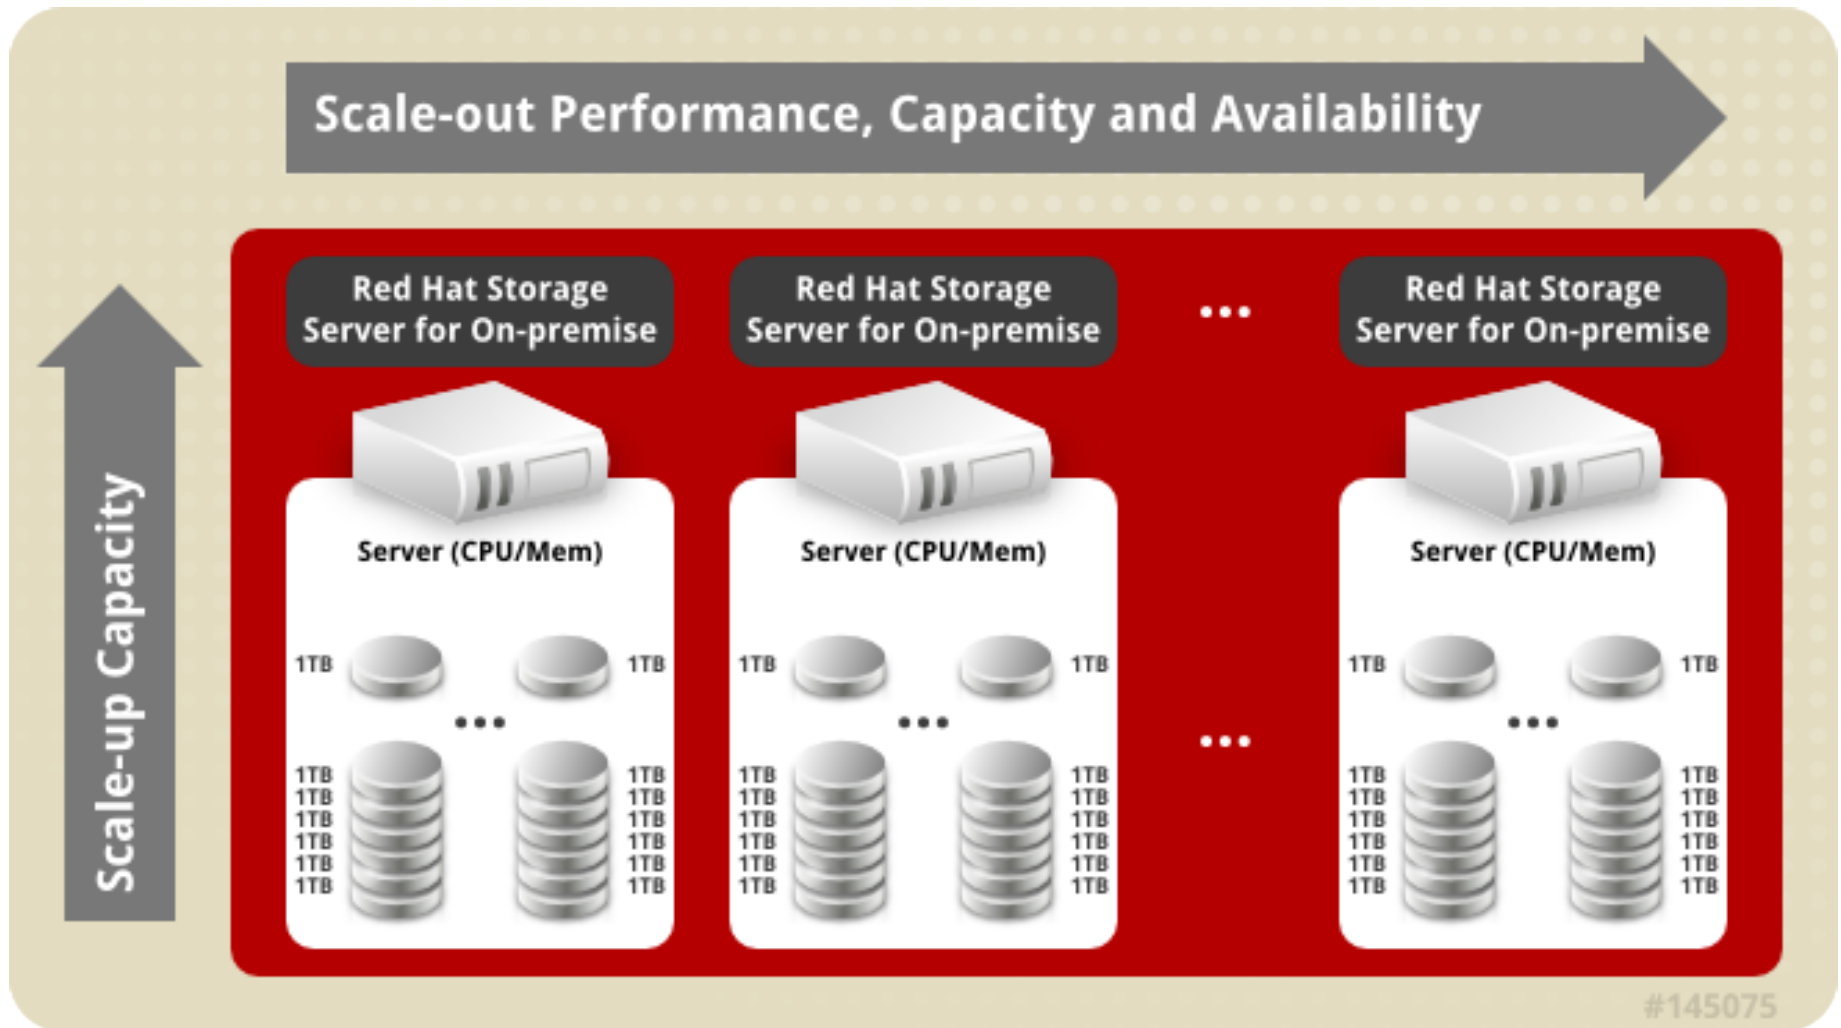 Scale-out Performance, Capacity and Availability
Scale-up Capacity
Red Hat Storage
Server for On-premise
Red Hat Storage
Server for On-premise
...
Red Hat Storage
Server for On-premise
Server (CPU/Mem)
Server (CPU/Mem)
Server (CPU/Mem)
1TB 1TB 1TB 1TB 1TB 1TB
... ... ... ...
1TB 1TB 1TB 1TB 1TB 1TB
1TB 1TB 1TB 1TB 1TB 1TB
1TB 1TB 1TB 1TB 1TB 1TB
1TB 1TB 1TB 1TB 1TB 1TB
1TB 1TB 1TB 1TB 1TB 1TB
1TB 1TB 1TB 1TB 1TB 1TB
#145075